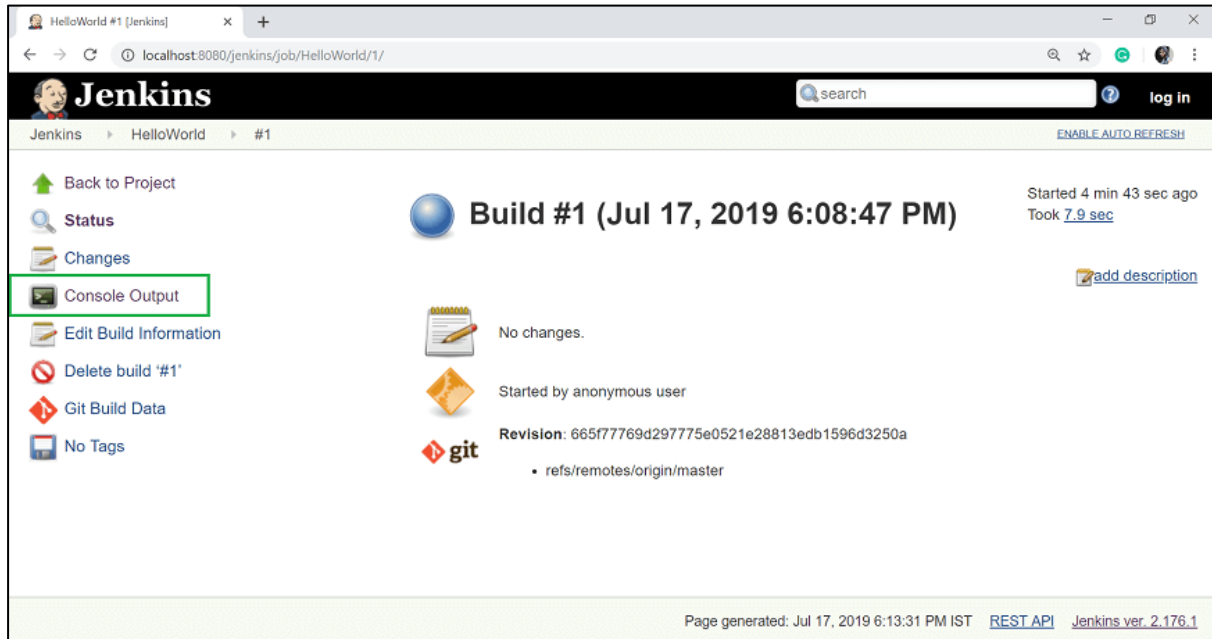 HelloWorld #1 [Jenkins]
localhost:8080/jenkins/job/HelloWorld/1/
Jenkins
search
log in
Jenkins HelloWorld #1
ENABLE AUTO REFRESH
Back to Project
Status
Changes
Console Output
Edit Build Information
Delete build ‘#1’
Git Build Data
No Tags
Build #1 (Jul 17, 2019 6:08:47 PM)
Started 4 min 43 sec ago
Took 7.9 sec
add description
No changes.
Started by anonymous user
git
Revision: 665f77769d297775e0521e28813edb1596d3250a
• refs/remotes/origin/master
Page generated: Jul 17, 2019 6:13:31 PM IST REST API Jenkins ver. 2.176.1